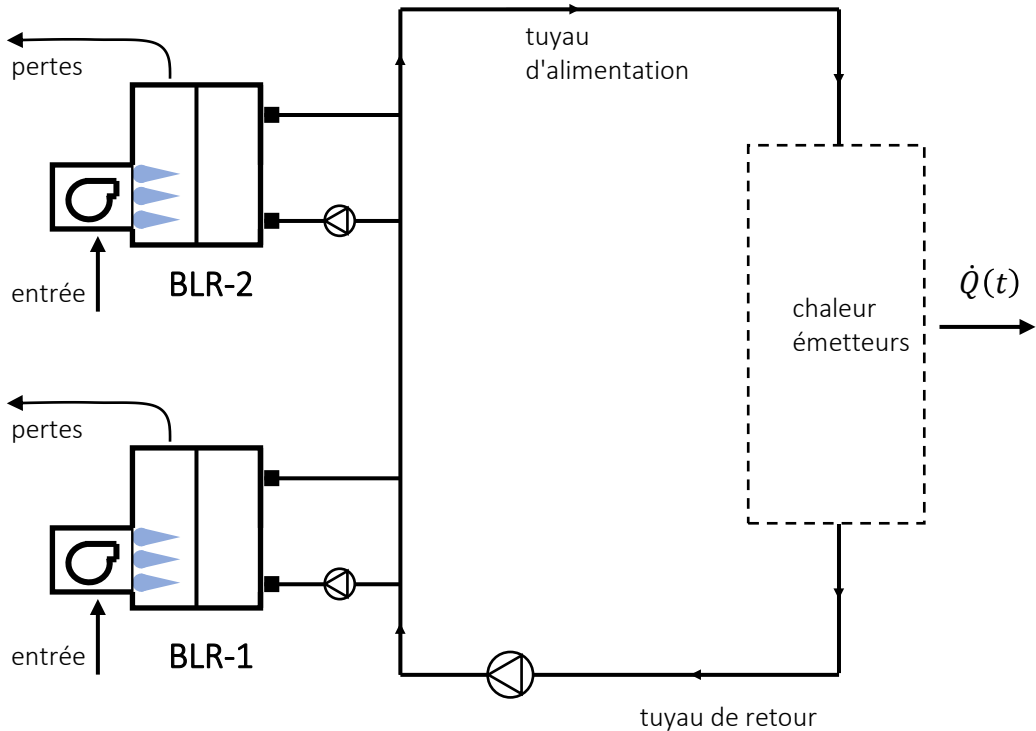 tuyau
d'alimentation
pertes
entrée
BLR-2
Q̇(t)
chaleur
émetteurs
pertes
entrée
BLR-1
tuyau de retour